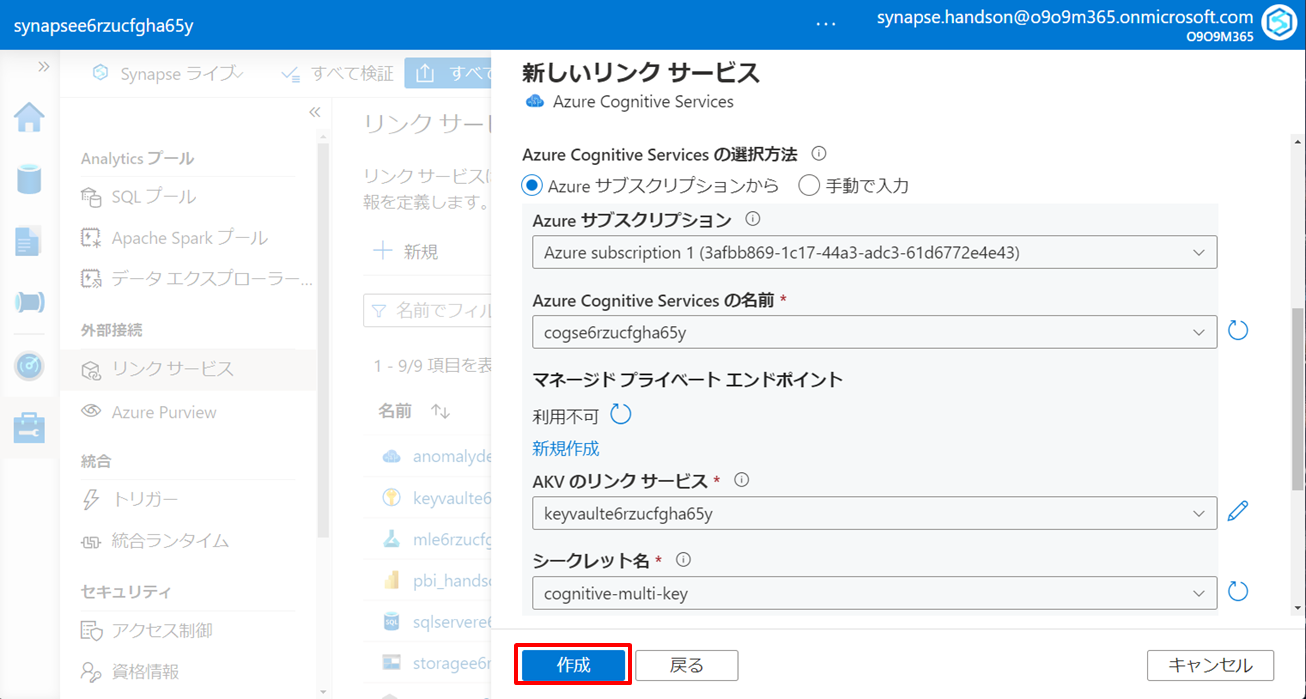 synapsee6rzucfgha65y
...
synapse.handson@o9o9m365.onmicrosoft.com
O9O9M365
Synapse ライブ
すべて検証
すべて
Analytics プール
SQL プール
Apache Spark プール
データ エクスプローラー...
外部接続
リンク サービス
Azure Purview
統合
トリガー
統合ランタイム
セキュリティ
アクセス制御
資格情報
リンク サー
リンク サービスに
報を定義します。
新規
名前でフィル
1 - 9/9 項目を表
名前
anomalyde
keyvaulte6
mle6rzucfg
pbi_handso
sqlservere6
storagee6r
新しいリンク サービス
Azure Cognitive Services
Azure Cognitive Services の選択方法
Azure サブスクリプションから 手動で入力
Azure サブスクリプション
Azure subscription 1 (3afbb869-1c17-44a3-adc3-61d6772e4e43)
Azure Cognitive Services の名前 *
cogse6rzucfgha65y
マネージド プライベート エンドポイント
利用不可
新規作成
AKV のリンク サービス *
keyvaulte6rzucfgha65y
シークレット名 *
cognitive-multi-key
作成
戻る
キャンセル